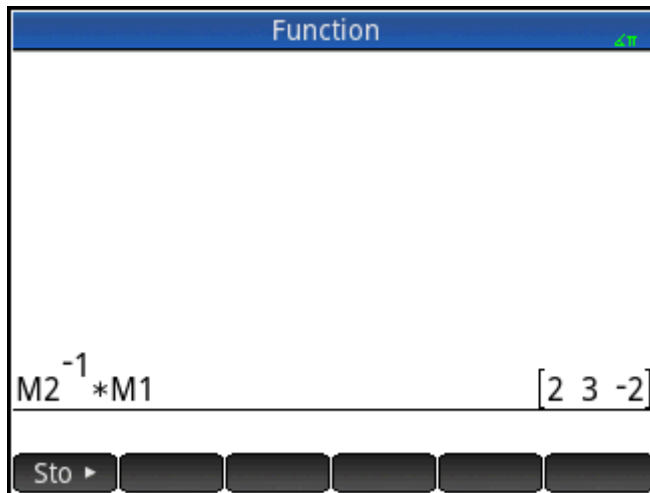 Function
∡π
M2⁻¹*M1
[2 3 -2]
Sto ►